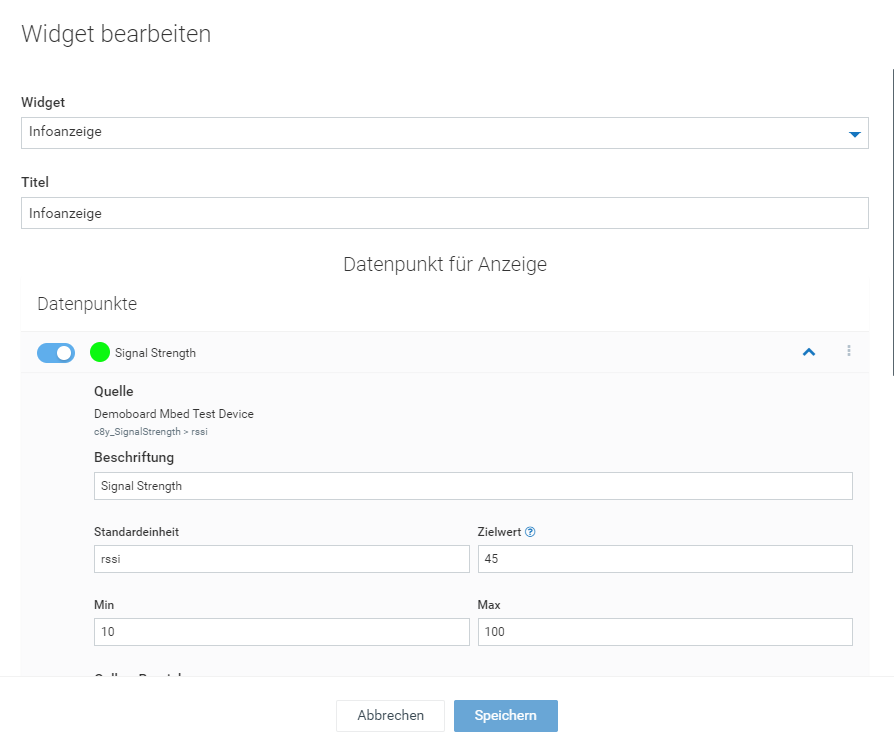 Widget bearbeiten
Widget
Infoanzeige
Titel
Infoanzeige
Datenpunkt für Anzeige
Datenpunkte
Signal Strength
Quelle
Demoboard Mbed Test Device
c8y_SignalStrength > rssi
Beschriftung
Signal Strength
Standardeinheit
Zielwert ?
rssi
45
Min
Max
10
100
Abbrechen
Speichern